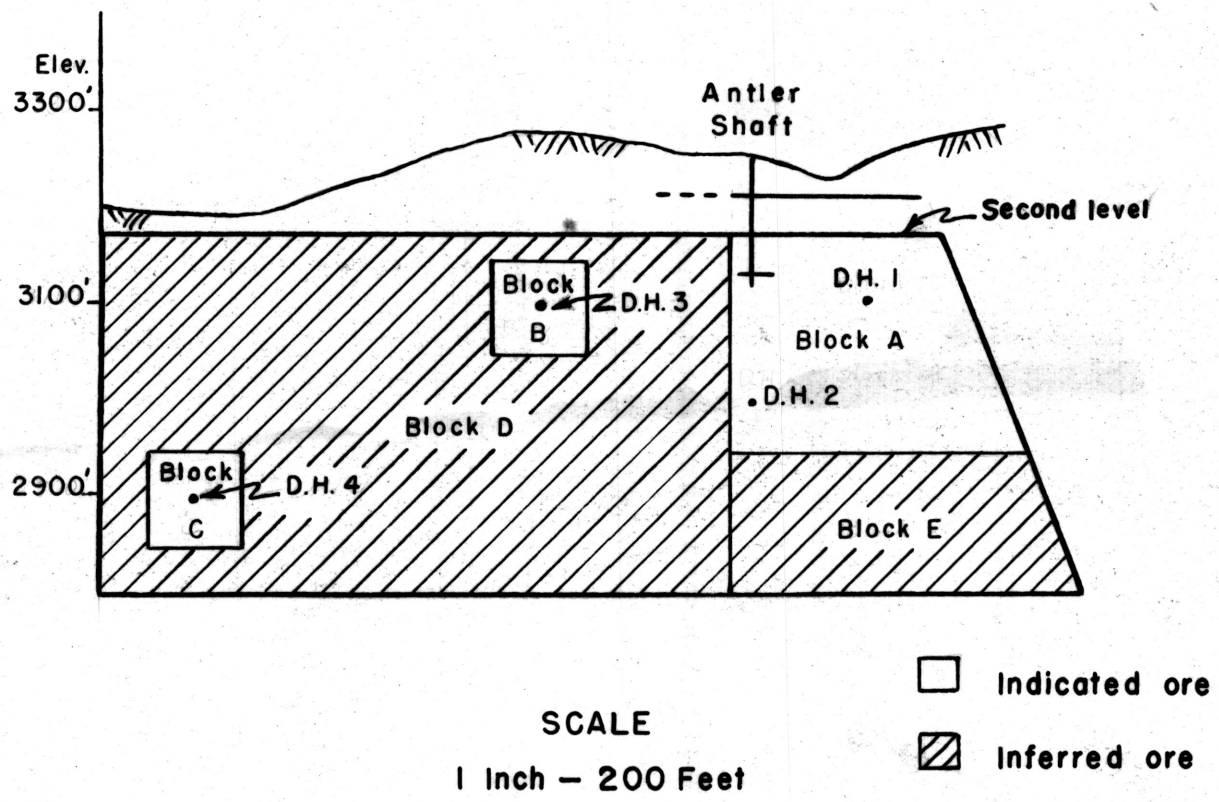 Elev.
3300'
Antler
Shaft
Second level
3100'
Block
B
D.H. 3
D.H. 1
Block A
D.H. 2
Block D
2900'
Block
C
D.H. 4
Block E
Indicated ore
SCALE
Inferred ore
1 Inch — 200 Feet